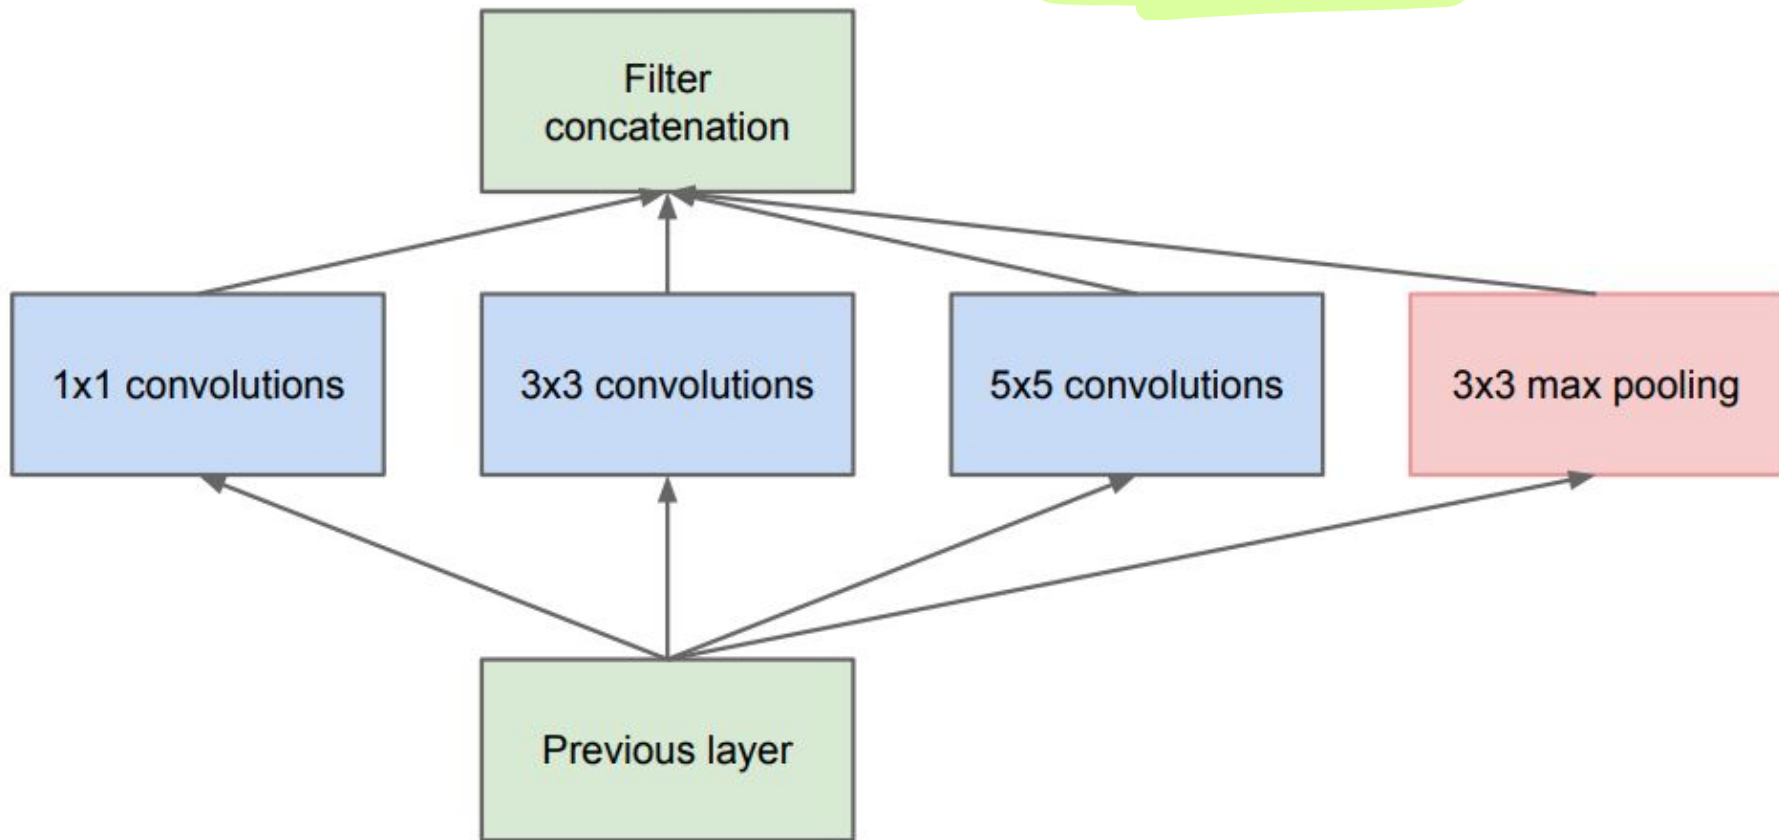 Filter
concatenation
1x1 convolutions
3x3 convolutions
5x5 convolutions
3x3 max pooling
Previous layer